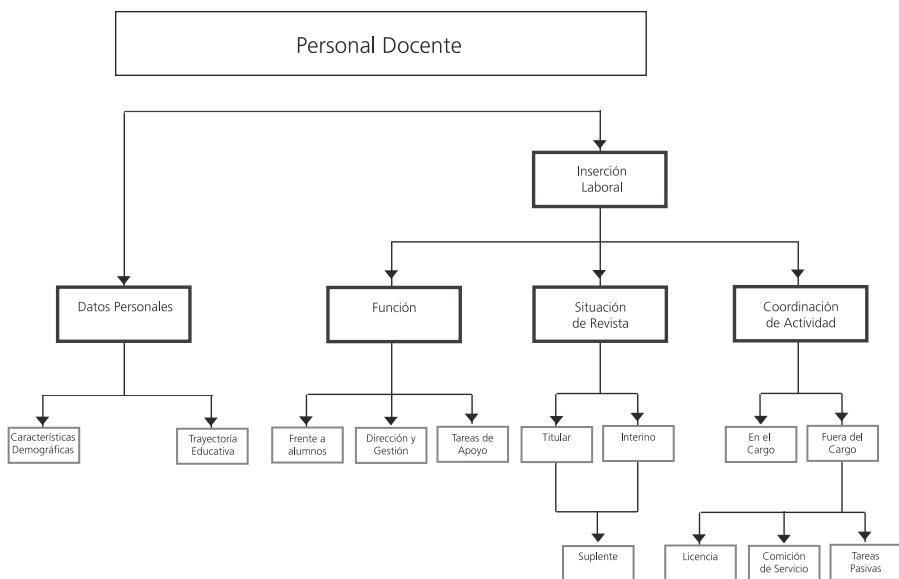 Personal Docente
Inserción
Laboral
Datos Personales
Función
Situación
de Revista
Coordinación
de Actividad
Características
Demográficas
Trayectoría
Educativa
Frente a
alumnos
Dirección y
Gestión
Tareas de
Apoyo
Titular
Interino
En el
Cargo
Fuera del
Cargo
Suplente
Licencia
Comición
de Servicio
Tareas
Pasivas